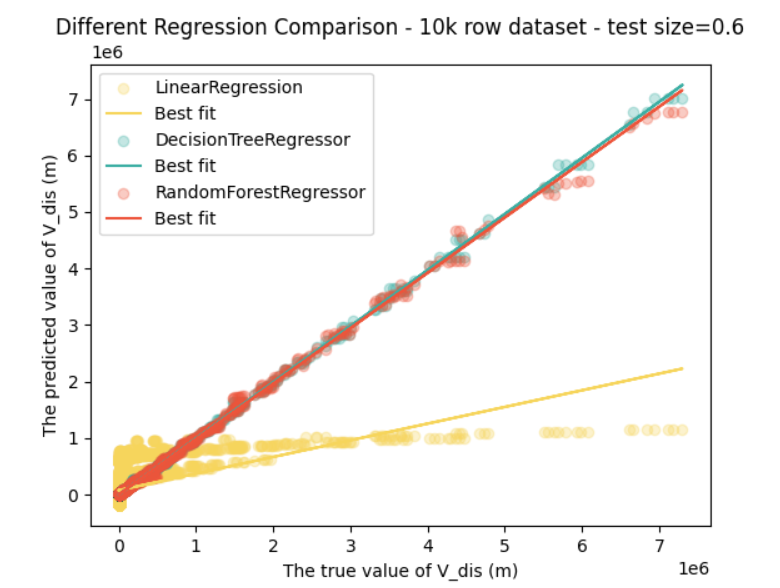 Different Regression Comparison - 10k row dataset - test size=0.6
1e6
LinearRegression
Best fit
DecisionTreeRegressor
Best fit
RandomForestRegressor
Best fit
7
6
5
4
3
2
1
0
The predicted value of V_dis (m)
0 1 2 3 4 5 6 7
1e6
The true value of V_dis (m)